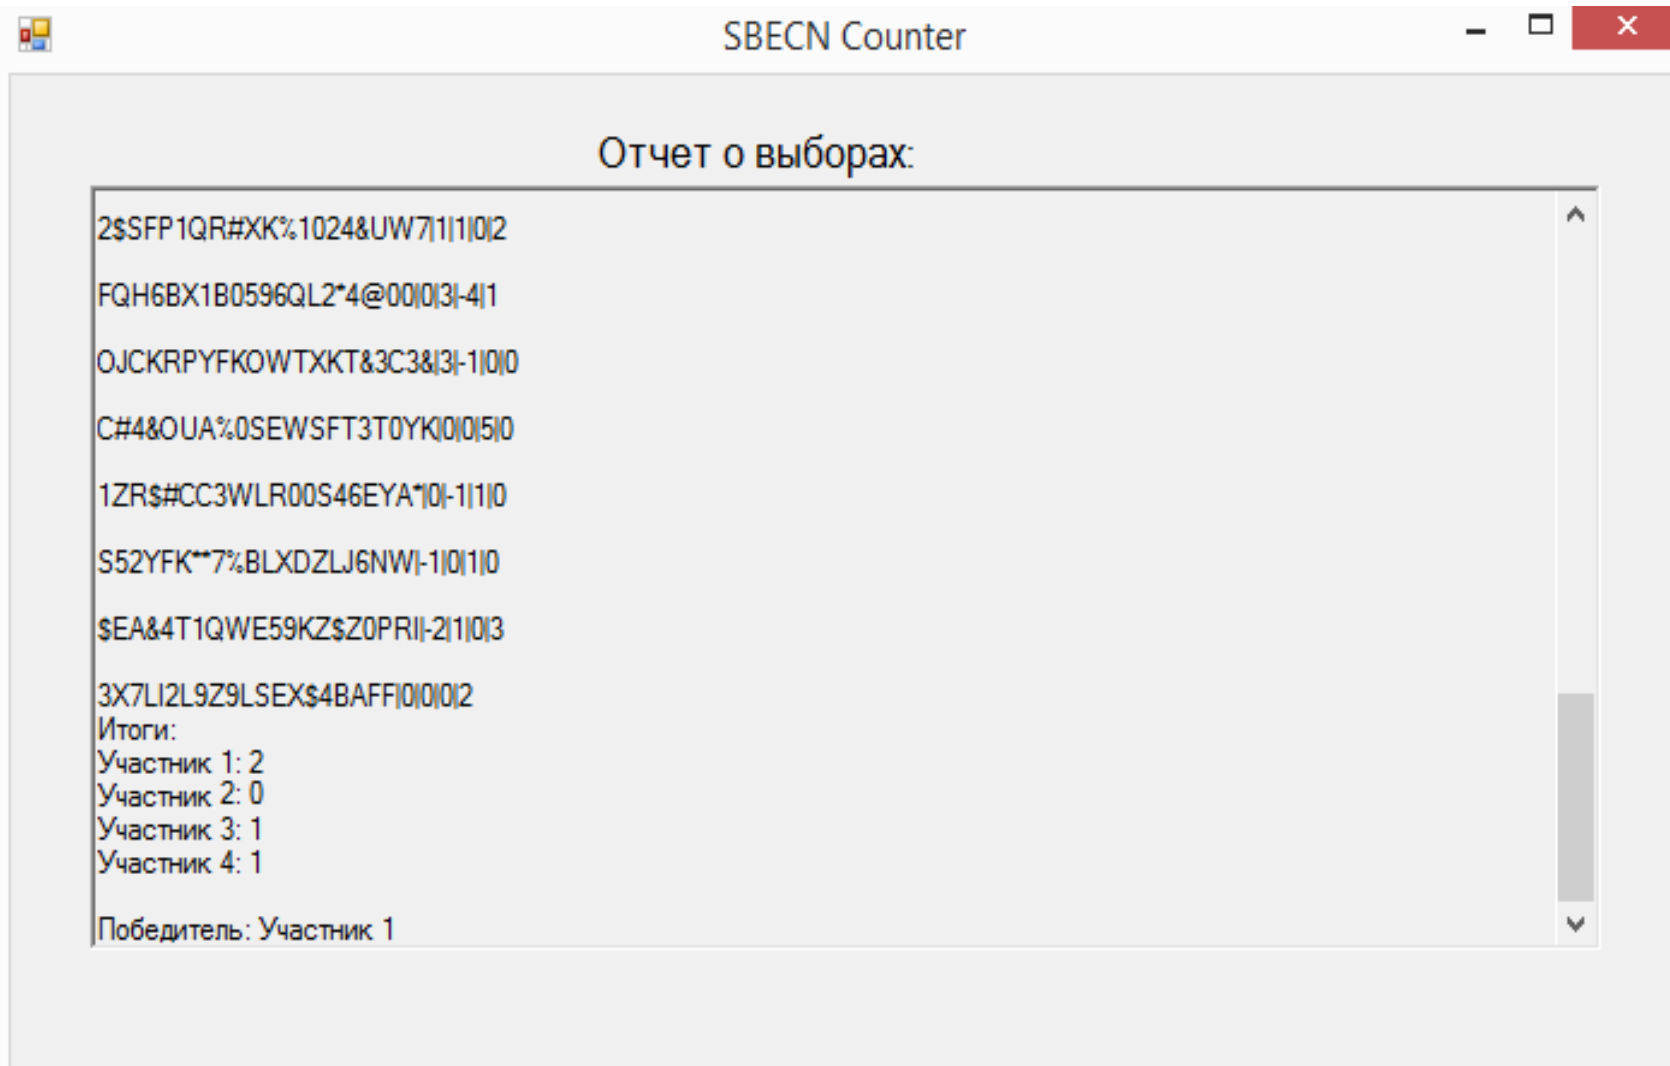 SBECN Counter
Отчет о выборах:
2$SFP1QR#XK%1024&UW7|1|1|0|2
FQH6BX1B0596QL2*4@00|0|3|-4|1
OJCKRPYFKOWTXKT&3C3&|3|-1|0|0
C#4&OUA%0SEWSFT3T0YK|0|0|5|0
1ZR$#CC3WLR00S46EYA*|0|-1|1|0
S52YFK**7%BLXDZLJ6NW|-1|0|1|0
$EA&4T1QWE59KZ$Z0PRI|-2|1|0|3
3X7LI2L9Z9LSEX$4BAFF|0|0|0|2
Итоги:
Участник 1: 2
Участник 2: 0
Участник 3: 1
Участник 4: 1
Победитель: Участник 1